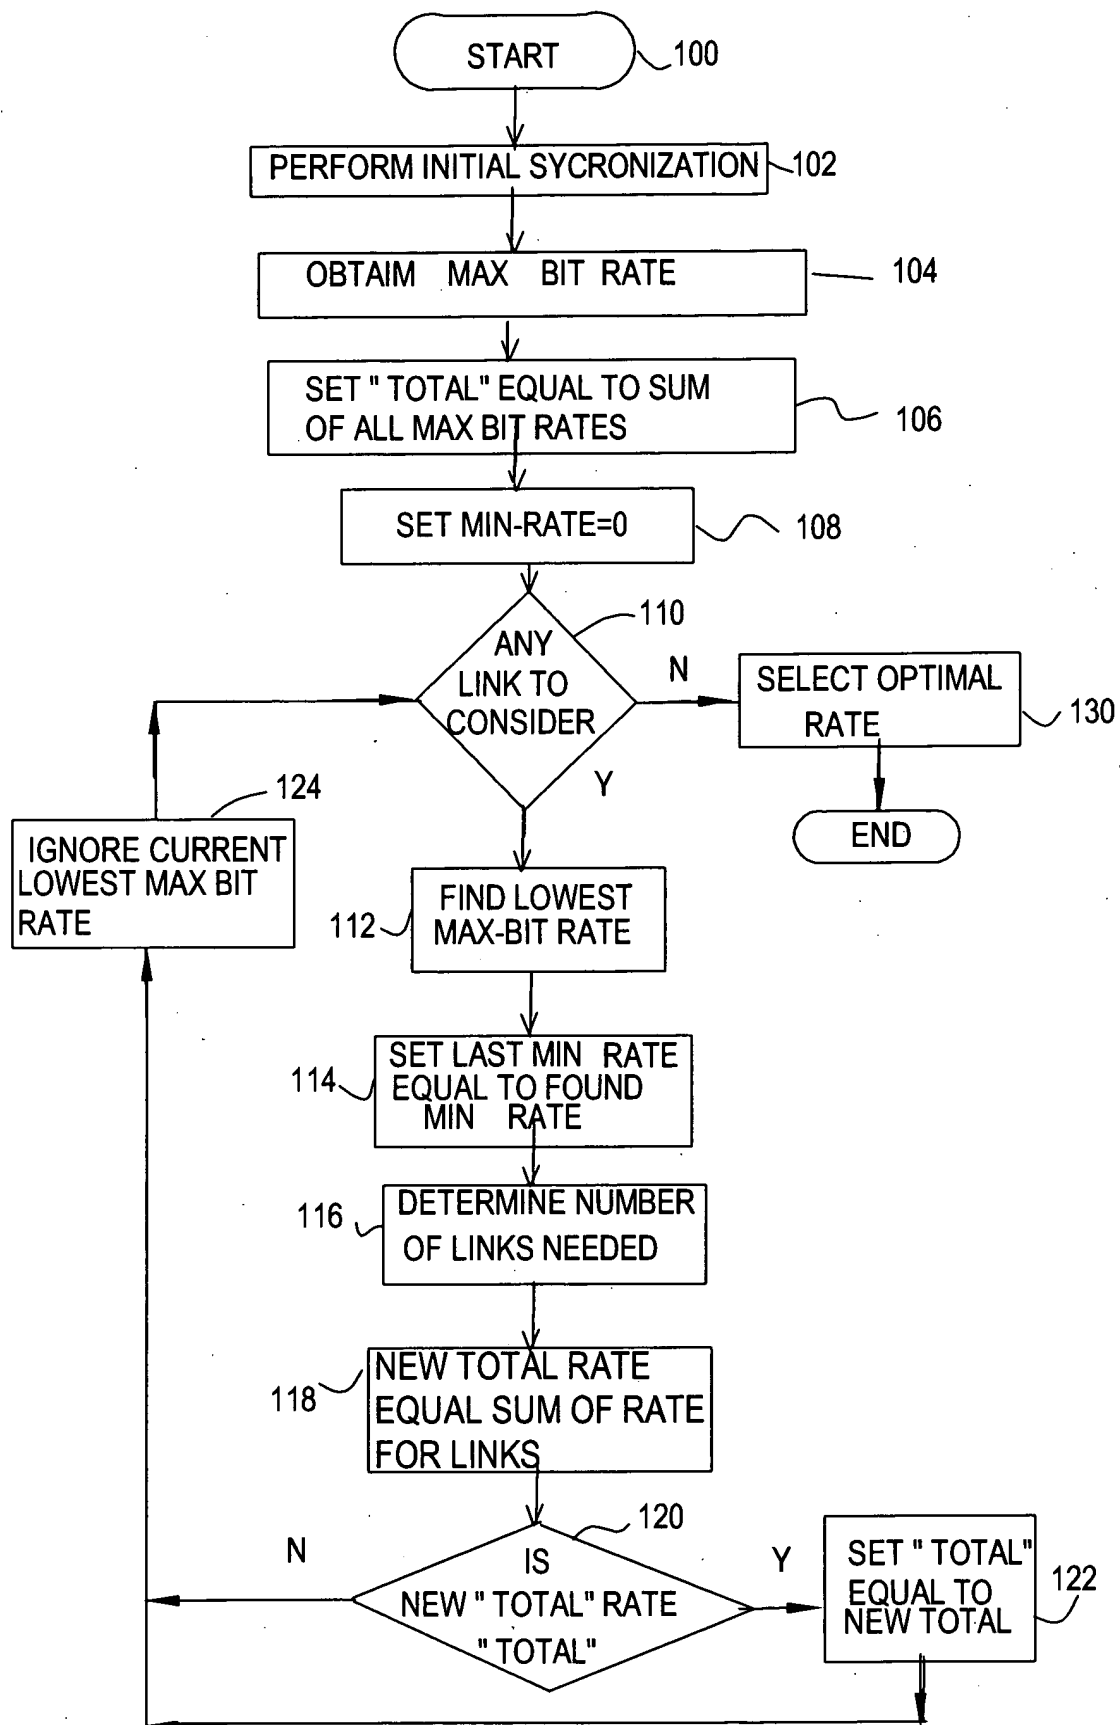 START
100
PERFORM INITIAL SYCRONIZATION
102
OBTAIM MAX BIT RATE
104
SET " TOTAL" EQUAL TO SUM
OF ALL MAX BIT RATES
106
SET MIN-RATE=0
108
110
ANY
LINK TO
CONSIDER
N
SELECT OPTIMAL
RATE
130
Y
END
124
IGNORE CURRENT
LOWEST MAX BIT
RATE
FIND LOWEST
MAX-BIT RATE
112
SET LAST MIN RATE
EQUAL TO FOUND
MIN RATE
114
DETERMINE NUMBER
OF LINKS NEEDED
116
NEW TOTAL RATE
EQUAL SUM OF RATE
FOR LINKS
118
120
N
IS
NEW " TOTAL" RATE
" TOTAL"
Y
SET " TOTAL"
EQUAL TO
NEW TOTAL
122